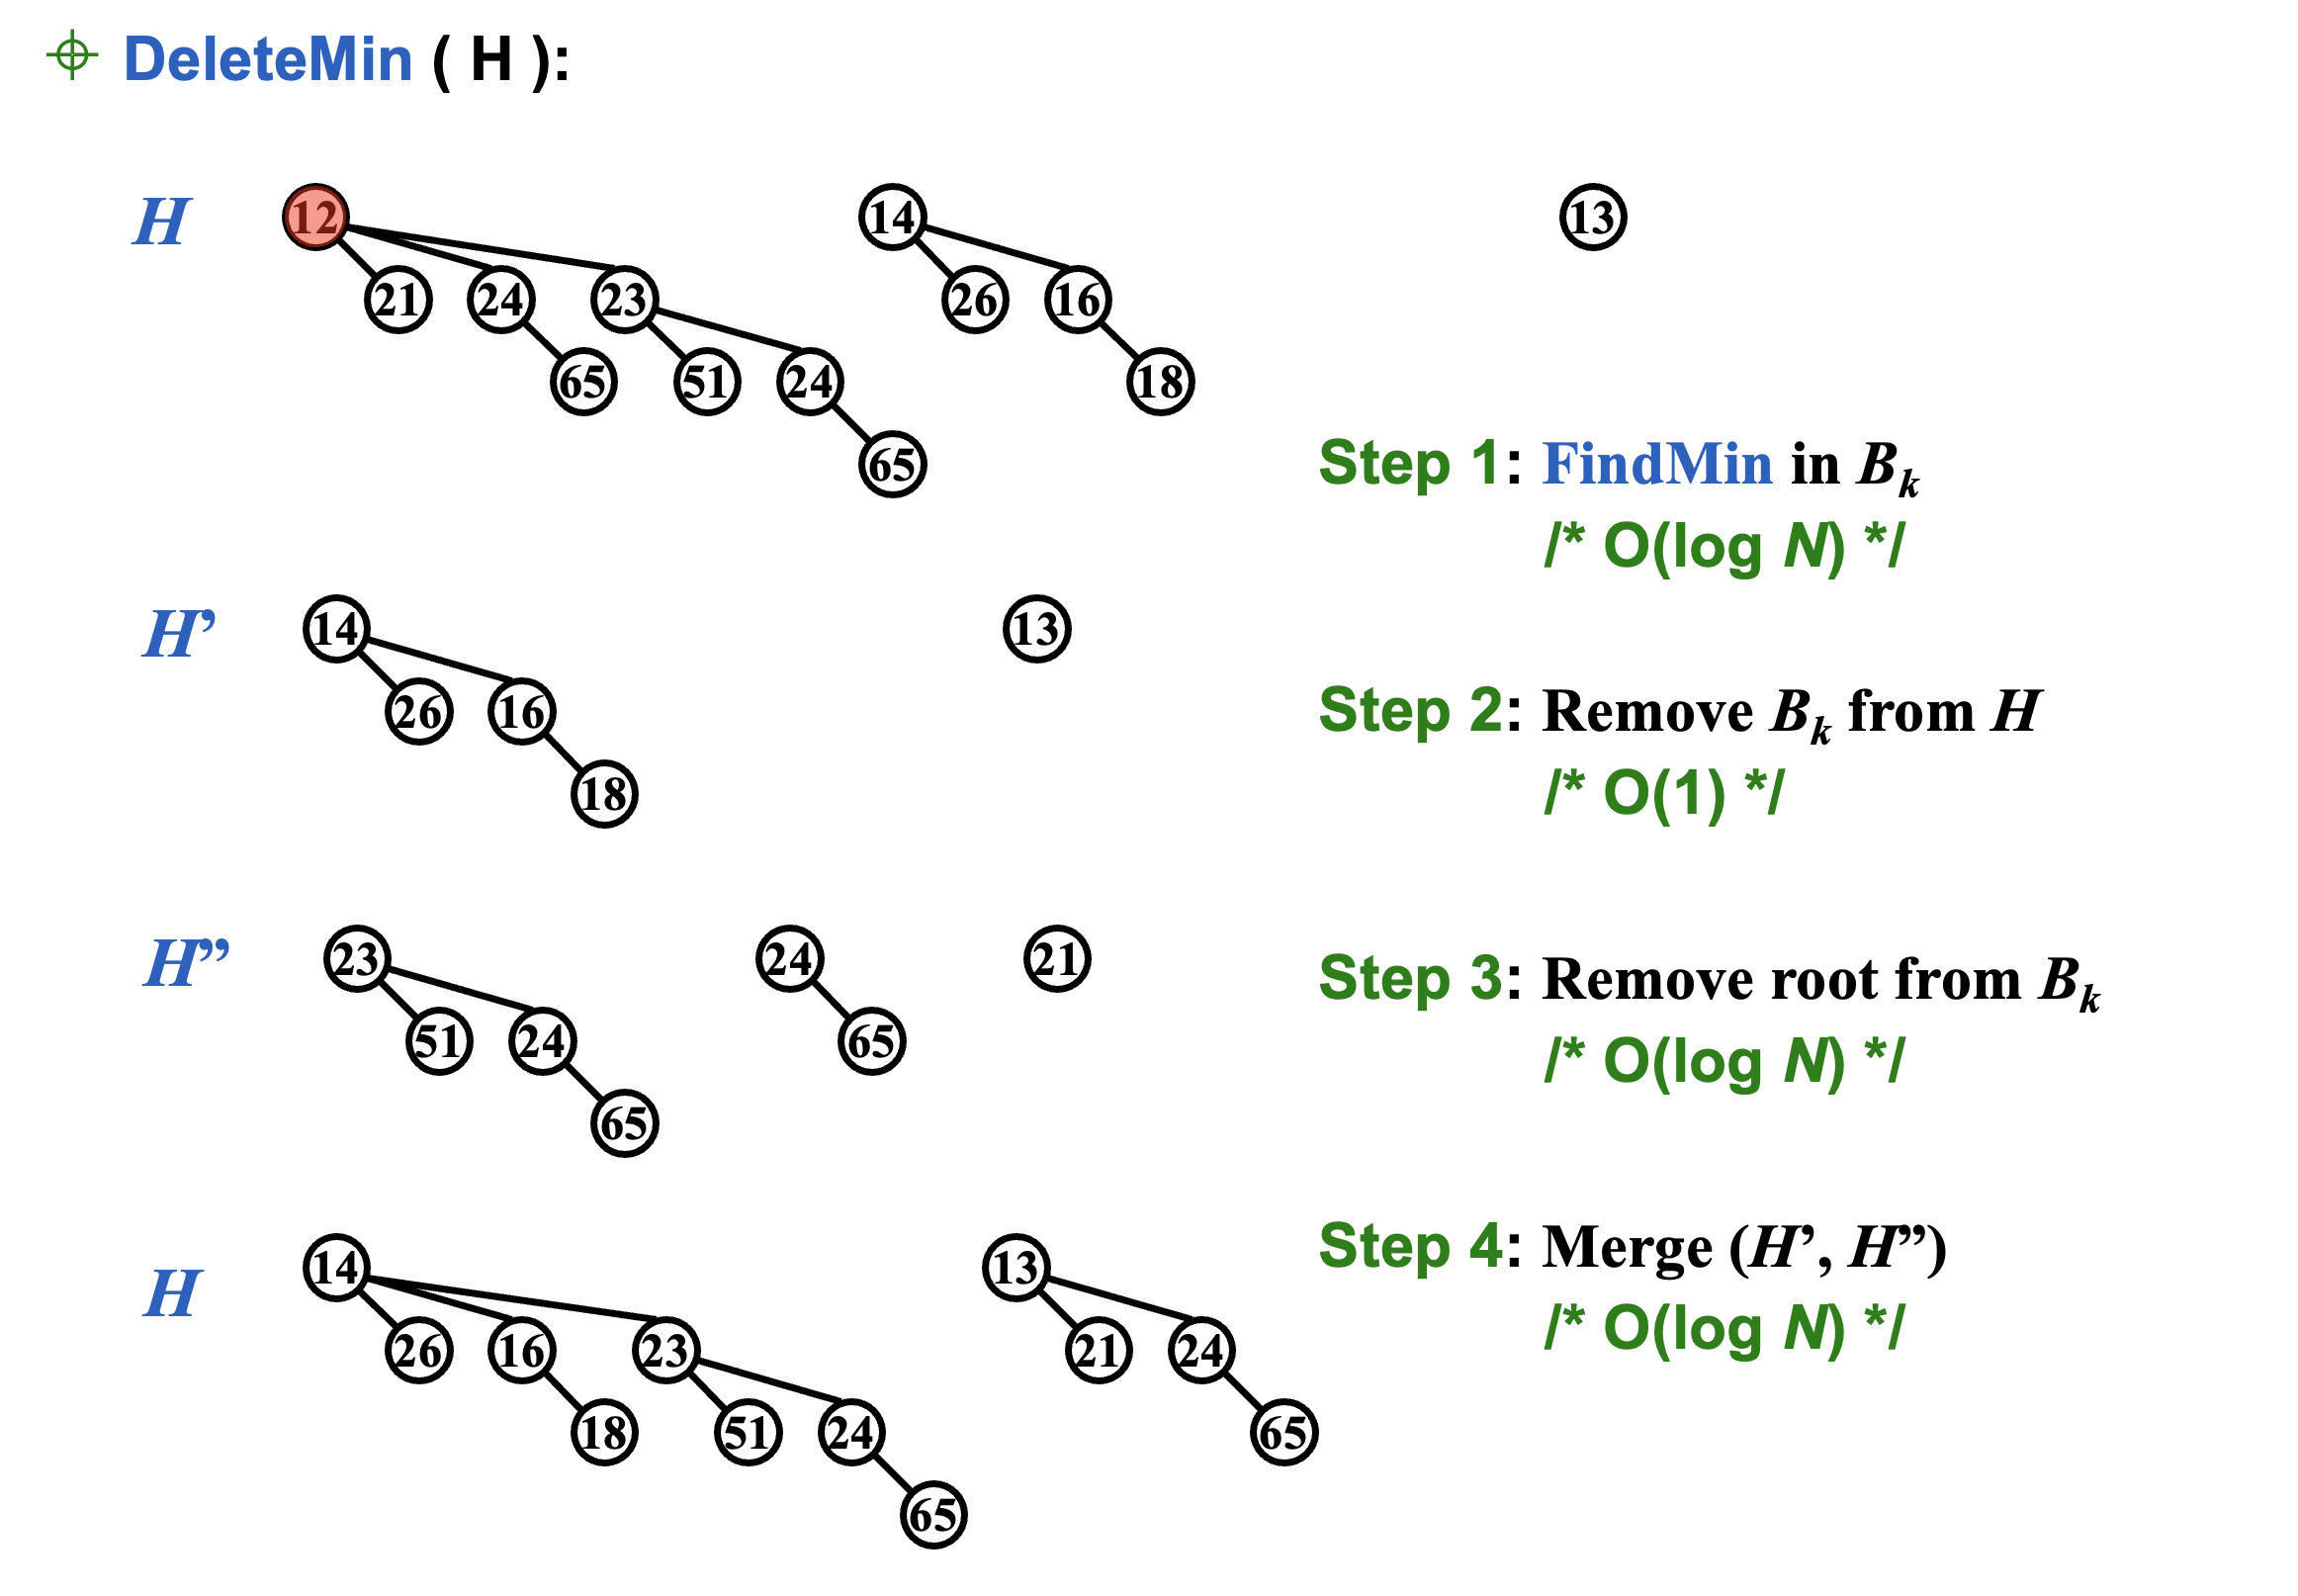 DeleteMin ( H ):
H 12 14 13
21 24 23 26 16
65 51 24 18
65
Step 1: FindMin in Bk
/* O(log N) */
H’ 14 13
26 16
18
Step 2: Remove Bk from H
/* O(1) */
H” 23 24 21
51 24 65
65
Step 3: Remove root from Bk
/* O(log N) */
H 14 13
26 16 23 21 24
18 51 24 65
65
Step 4: Merge (H’, H”)
/* O(log N) */